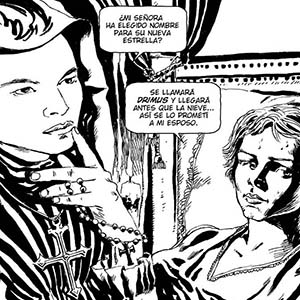 ¿MI SEÑORA
HA ELEGIDO NOMBRE
PARA SU NUEVA
ESTRELLA?
SE LLAMARÁ
DRIMUS Y LLEGARÁ
ANTES QUE LA NIEVE...
ASÍ SE LO PROMETÍ
A MI ESPOSO.